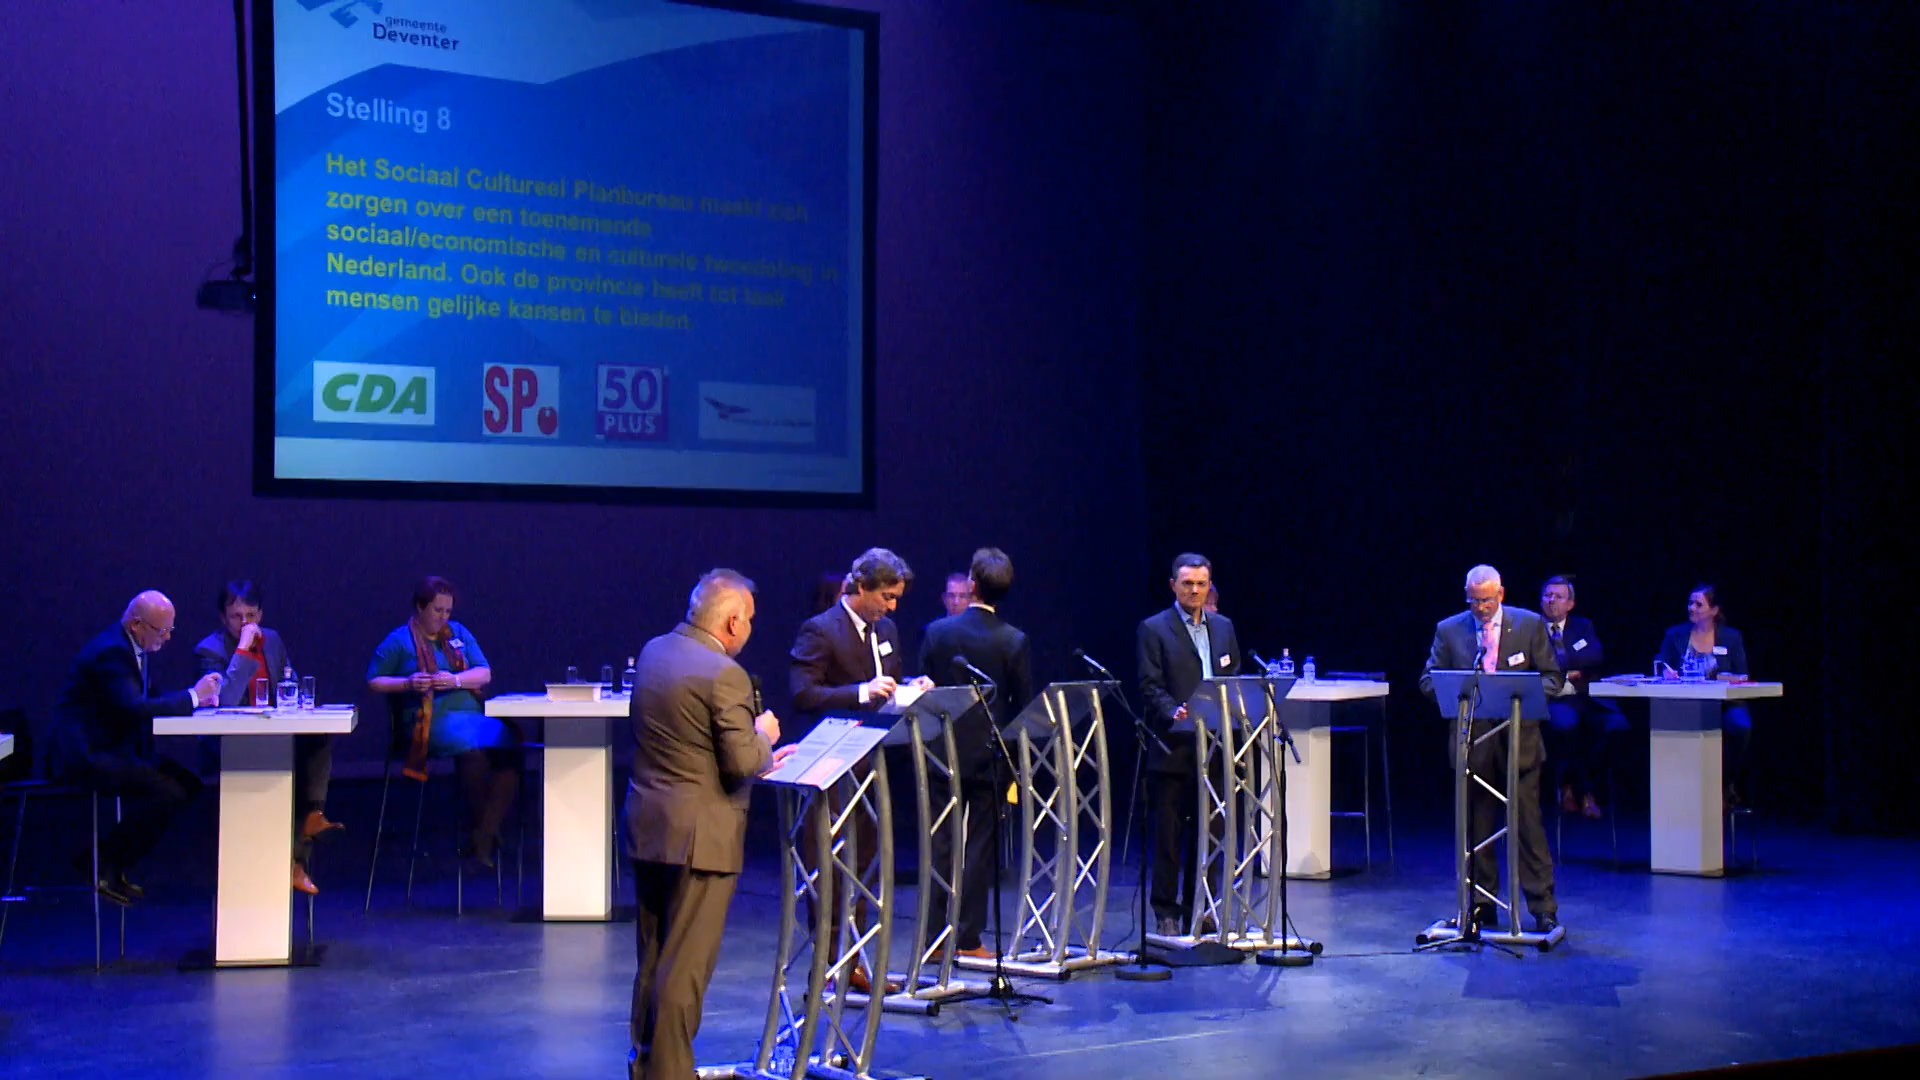 gemeente
Deventer
Stelling 8
Het Sociaal Cultureel Planbureau maakt zich
zorgen over een toenemende
sociaal/economische en culturele tweedeling in
Nederland. Ook de provincie heeft tot taak
mensen gelijke kansen te bieden.
CDA
SP.
50
PLUS